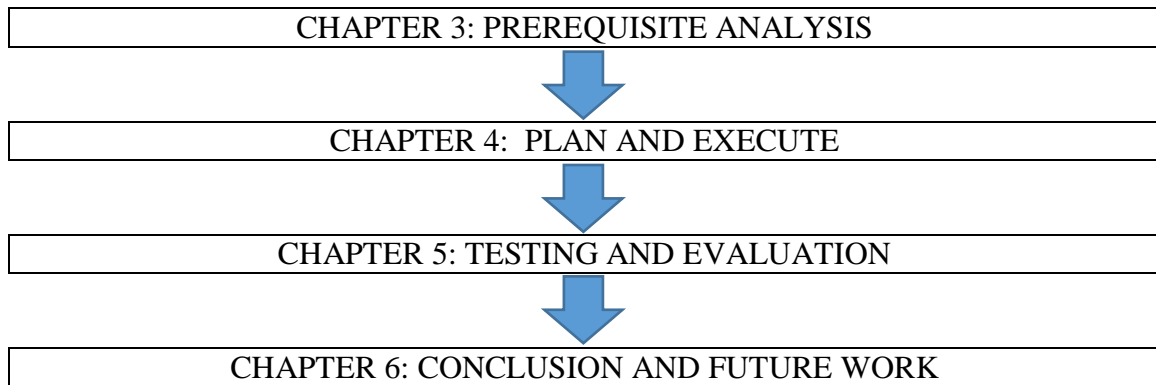 CHAPTER 3: PREREQUISITE ANALYSIS
CHAPTER 4:  PLAN AND EXECUTE
CHAPTER 5: TESTING AND EVALUATION
CHAPTER 6: CONCLUSION AND FUTURE WORK